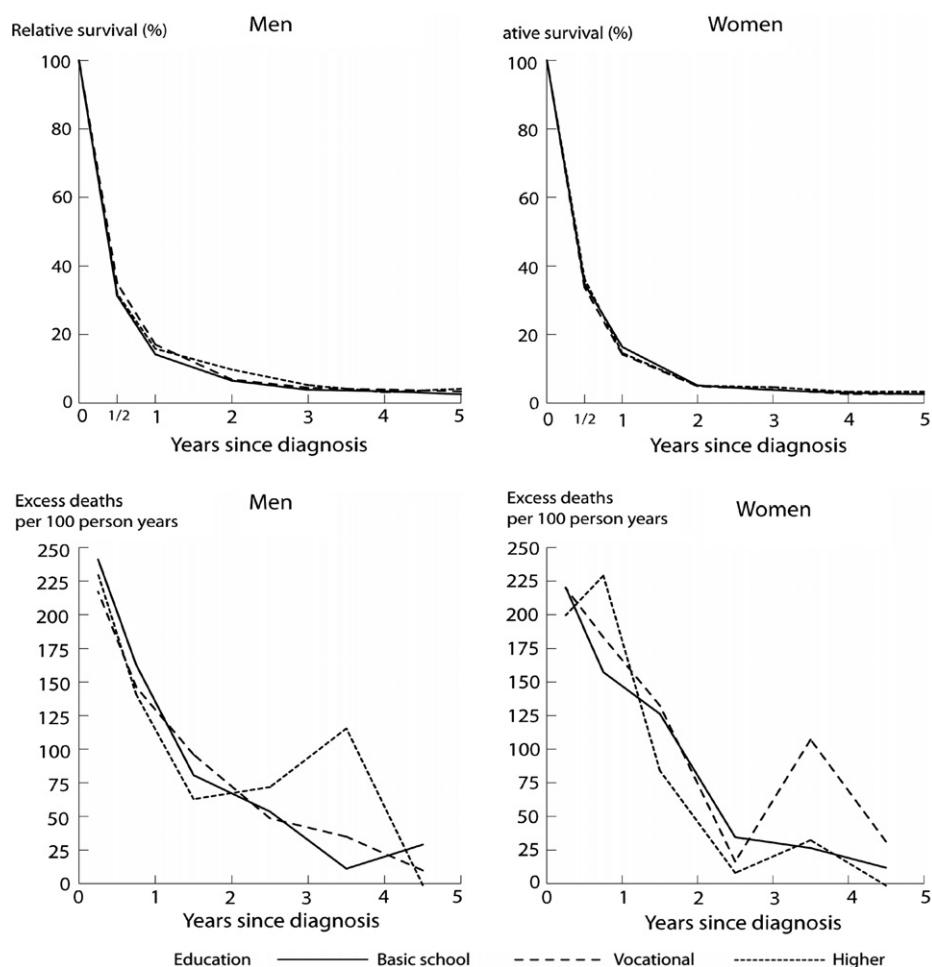 Men
Relative survival (%)
100
80
60
40
20
0
0 1/2 1 2 3 4 5
Years since diagnosis
Women
ative survival (%)
100
80
60
40
20
0
0 1/2 1 2 3 4 5
Years since diagnosis
Men
Excess deaths
per 100 person years
250
225
200
175
150
125
100
75
50
25
0
0 1 2 3 4 5
Years since diagnosis
Women
Excess deaths
per 100 person years
250
225
200
175
150
125
100
75
50
25
0
0 1 2 3 4 5
Years since diagnosis
Education Basic school Vocational Higher